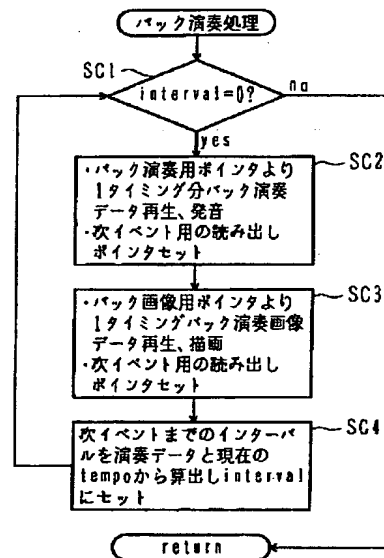 バック演奏処理
SC1
interval=0?
no
yes
SC2
・バック演奏用ポインタより
1タイミング分バック演奏
データ再生、発音
・次イベント用の読み出し
ポインタセット
SC3
・バック画像用ポインタより
1タイミングバック演奏画像
データ再生、描画
・次イベント用の読み出し
ポインタセット
SC4
次イベントまでのインターバ
ルを演奏データと現在の
tempoから算出しinterval
にセット
return